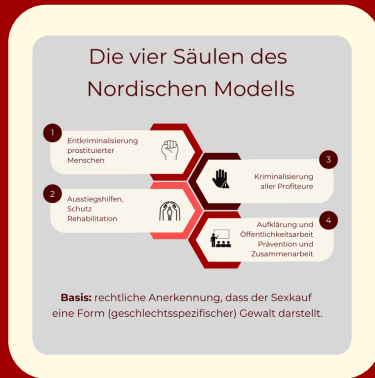 Die vier Säulen des
Nordischen Modells
1
Entkriminalisierung
prostituierter
Menschen
2
Ausstiegshilfen,
Schutz
Rehabilitation
3
Kriminalisierung
aller Profiteure
4
Aufklärung und
Öffentlichkeitsarbeit
Prävention und
Zusammenarbeit
Basis: rechtliche Anerkennung, dass der Sexkauf
eine Form (geschlechtsspezifischer) Gewalt darstellt.